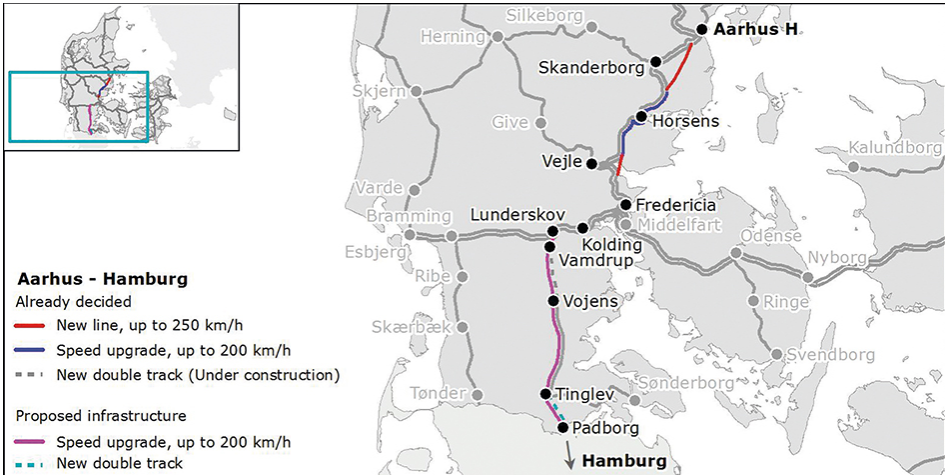 Silkeborg
Aarhus H
Herning
Skanderborg
Skjern
Horsens
Give
Kalundborg
Vejle
Varde
Fredericia
Lunderskov
Bramming
Middelfart
Odense
Kolding
Esbjerg
Vamdrup
Nyborg
Ribe
Aarhus - Hamburg
Already decided
Vojens
Ringe
New line, up to 250 km/h
Skærbæk
Speed upgrade, up to 200 km/h
Svendborg
New double track (Under construction)
Sønderborg
Tønder
Tinglev
Proposed infrastructure
Padborg
Speed upgrade, up to 200 km/h
Hamburg
New double track